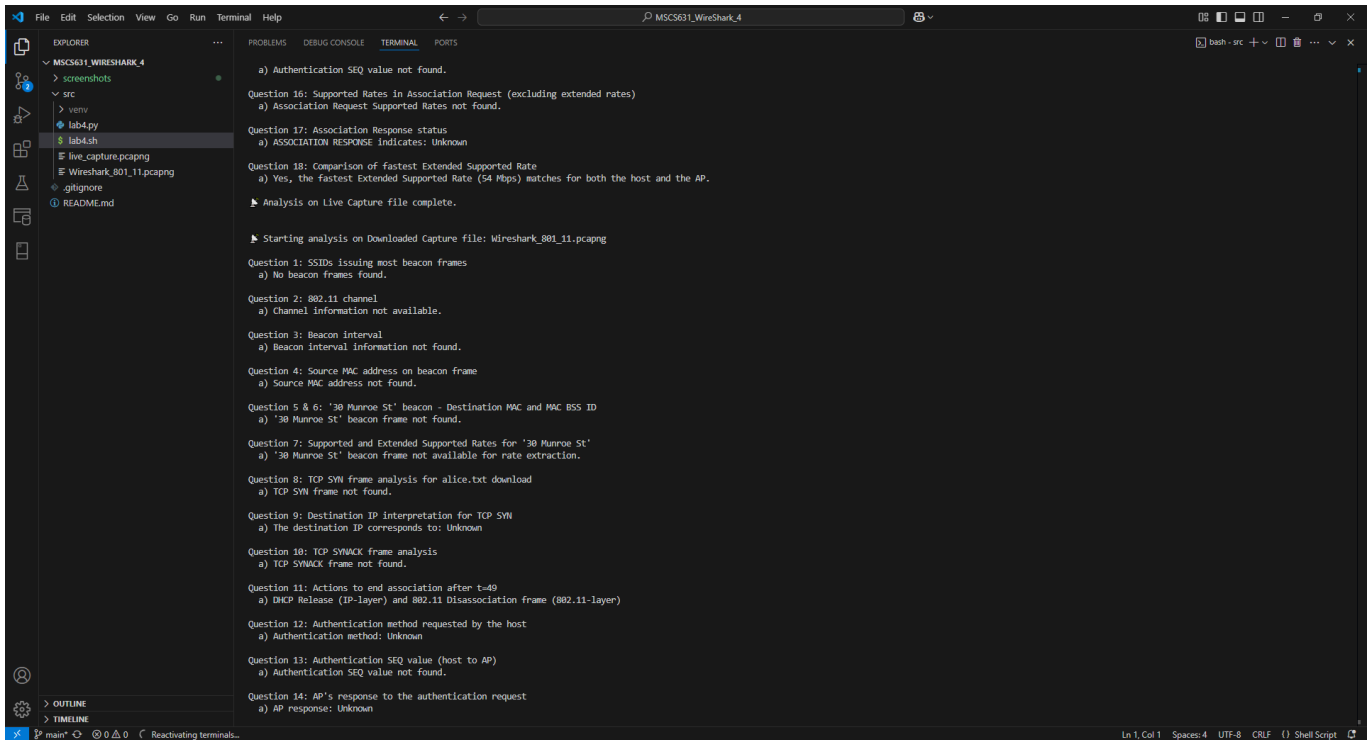 File Edit Selection View Go Run Terminal Help
MSCS631_WireShark_4
EXPLORER
MSCS631_WIRESHARK_4
screenshots
src
venv
lab4.py
$ lab4.sh
live_capture.pcapng
Wireshark_801_11.pcapng
.gitignore
README.md
OUTLINE
TIMELINE
2
PROBLEMS DEBUG CONSOLE TERMINAL PORTS
bash - src
a) Authentication SEQ value not found.
Question 16: Supported Rates in Association Request (excluding extended rates)
a) Association Request Supported Rates not found.
Question 17: Association Response status
a) ASSOCIATION RESPONSE indicates: Unknown
Question 18: Comparison of fastest Extended Supported Rate
a) Yes, the fastest Extended Supported Rate (54 Mbps) matches for both the host and the AP.
Analysis on Live Capture file complete.
Starting analysis on Downloaded Capture file: Wireshark_801_11.pcapng
Question 1: SSIDs issuing most beacon frames
a) No beacon frames found.
Question 2: 802.11 channel
a) Channel information not available.
Question 3: Beacon interval
a) Beacon interval information not found.
Question 4: Source MAC address on beacon frame
a) Source MAC address not found.
Question 5 & 6: '30 Munroe St' beacon - Destination MAC and MAC BSS ID
a) '30 Munroe St' beacon frame not found.
Question 7: Supported and Extended Supported Rates for '30 Munroe St'
a) '30 Munroe St' beacon frame not available for rate extraction.
Question 8: TCP SYN frame analysis for alice.txt download
a) TCP SYN frame not found.
Question 9: Destination IP interpretation for TCP SYN
a) The destination IP corresponds to: Unknown
Question 10: TCP SYNACK frame analysis
a) TCP SYNACK frame not found.
Question 11: Actions to end association after t=49
a) DHCP Release (IP-layer) and 802.11 Disassociation frame (802.11-layer)
Question 12: Authentication method requested by the host
a) Authentication method: Unknown
Question 13: Authentication SEQ value (host to AP)
a) Authentication SEQ value not found.
Question 14: AP's response to the authentication request
a) AP response: Unknown
main* 0 0 Reactivating terminals...
Ln 1, Col 1 Spaces: 4 UTF-8 CRLF {} Shell Script